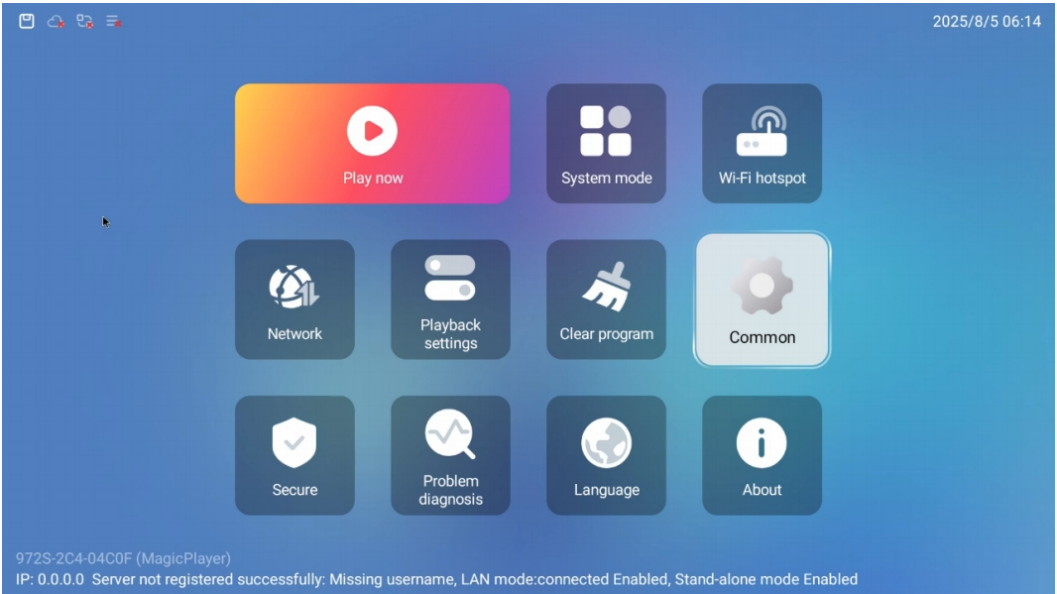 2025/8/5 06:14
Play now
System mode
Wi-Fi hotspot
Network
Playback
settings
Clear program
Common
Secure
Problem
diagnosis
Language
About
972S-2C4-04C0F (MagicPlayer)
IP: 0.0.0.0 Server not registered successfully: Missing username, LAN mode:connected Enabled, Stand-alone mode Enabled